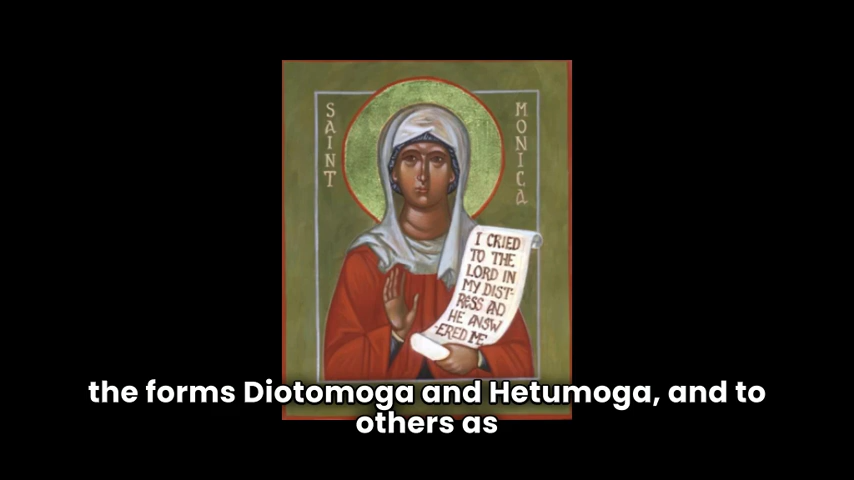 SAINT
MONICA
I CRIED
TO THE
LORD IN
MY DIST-
RESS AND
HE ANSW
-ERED ME
the forms Diotomoga and Hetumoga, and to
others as